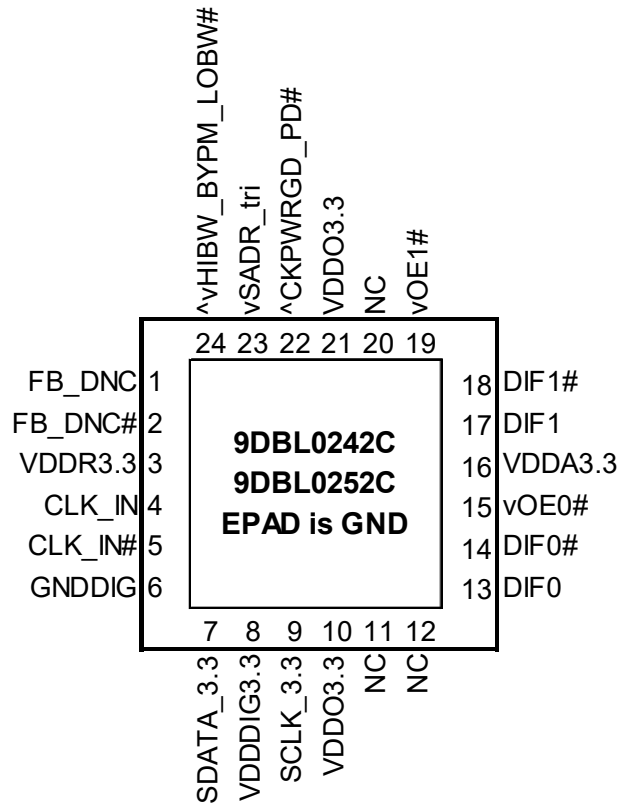 ^vHIBW_BYPM_LOBW#
vSADR_tri
^CKPWRGD_PD#
VDDO3.3
NC
vOE1#
24 23 22 21 20 19
FB_DNC 1
FB_DNC# 2
VDDR3.3 3
CLK_IN 4
CLK_IN# 5
GNDDIG 6
9DBL0242C
9DBL0252C
EPAD is GND
18 DIF1#
17 DIF1
16 VDDA3.3
15 vOE0#
14 DIF0#
13 DIF0
7 8 9 10 11 12
SDATA_3.3
VDDDIG3.3
SCLK_3.3
VDDO3.3
NC
NC